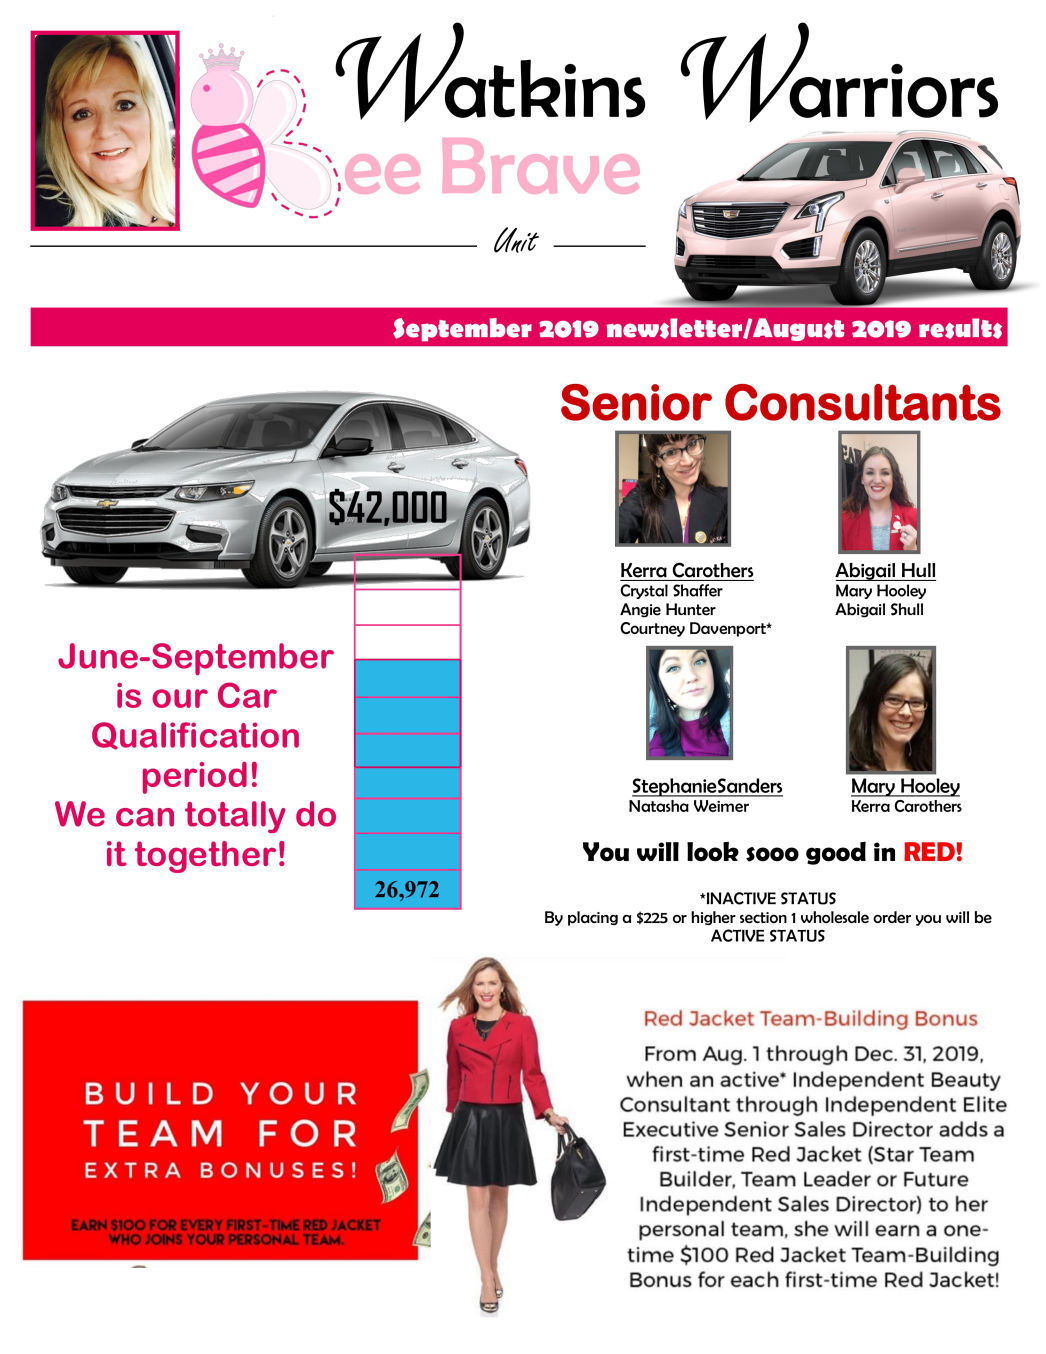 Watkins Warriors
Bee Brave
Unit
September 2019 newsletter/August 2019 results
$42,000
June-September
is our Car
Qualification
period!
We can totally do
it together!
26,972
Senior Consultants
Kerra Carothers
Crystal Shaffer
Angie Hunter
Courtney Davenport*
Abigail Hull
Mary Hooley
Abigail Shull
StephanieSanders
Natasha Weimer
Mary Hooley
Kerra Carothers
You will look sooo good in RED!
*INACTIVE STATUS
By placing a $225 or higher section 1 wholesale order you will be
ACTIVE STATUS
BUILD YOUR
TEAM FOR
EXTRA BONUSES!
EARN $100 FOR EVERY FIRST-TIME RED JACKET
WHO JOINS YOUR PERSONAL TEAM.
Red Jacket Team-Building Bonus
From Aug. 1 through Dec. 31, 2019,
when an active* Independent Beauty
Consultant through Independent Elite
Executive Senior Sales Director adds a
first-time Red Jacket (Star Team
Builder, Team Leader or Future
Independent Sales Director) to her
personal team, she will earn a one-
time $100 Red Jacket Team-Building
Bonus for each first-time Red Jacket!